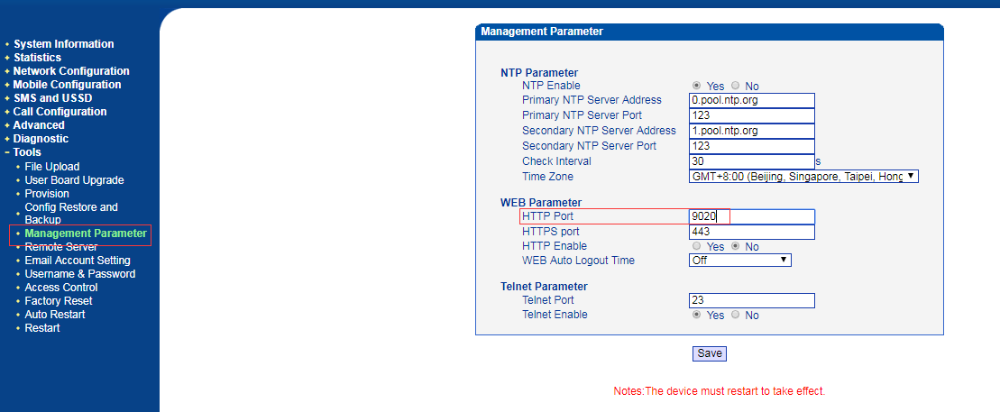 System Information
Statistics
Network Configuration
Mobile Configuration
SMS and USSD
Call Configuration
Advanced
Diagnostic
Tools
File Upload
User Board Upgrade
Provision
Config Restore and
Backup
Management Parameter
Remote Server
Email Account Setting
Username & Password
Access Control
Factory Reset
Auto Restart
Restart
Management Parameter
NTP Parameter
NTP Enable Yes No
Primary NTP Server Address 0.pool.ntp.org
Primary NTP Server Port 123
Secondary NTP Server Address 1.pool.ntp.org
Secondary NTP Server Port 123
Check Interval 30 s
Time Zone GMT+8:00 (Beijing, Singapore, Taipei, Hong
WEB Parameter
HTTP Port 9020
HTTPS port 443
HTTP Enable Yes No
WEB Auto Logout Time Off
Telnet Parameter
Telnet Port 23
Telnet Enable Yes No
Save
Notes:The device must restart to take effect.